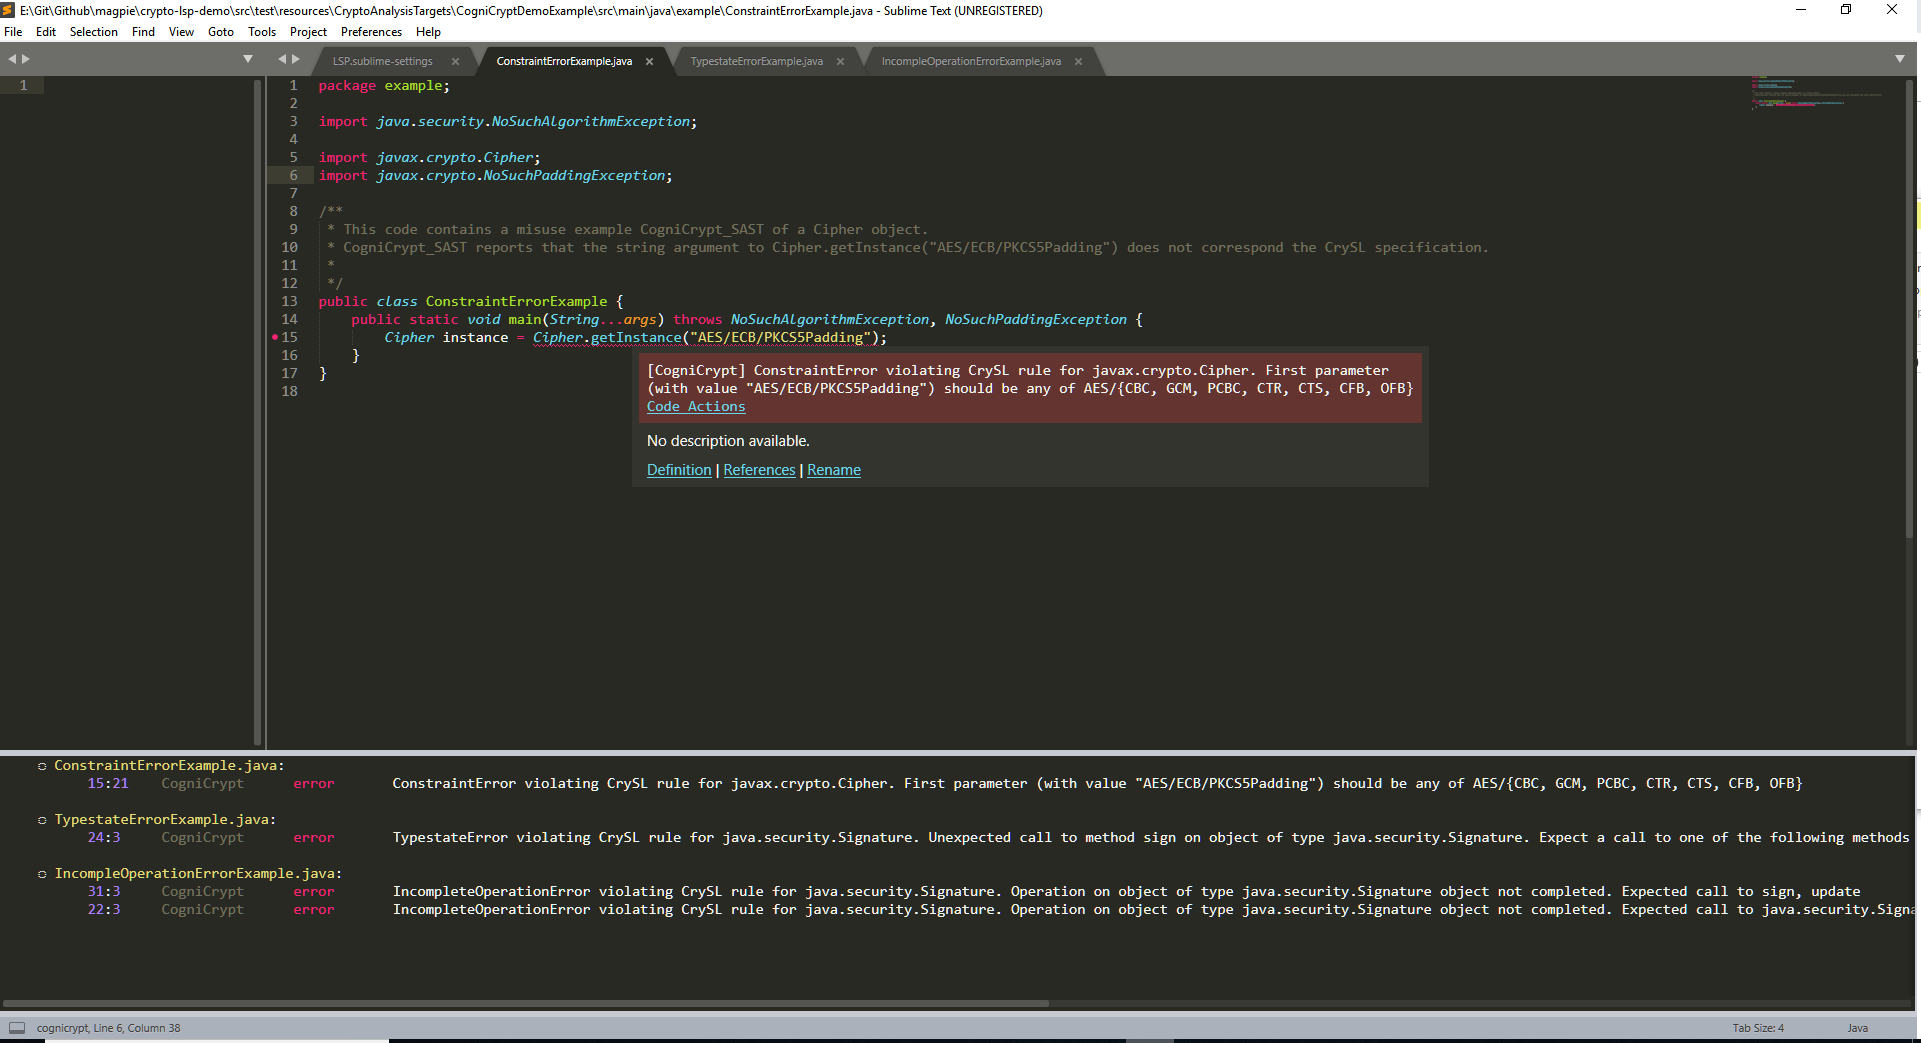 E:\Git\Github\magpie\crypto-lsp-demo\src\test\resources\CryptoAnalysisTargets\CogniCryptDemoExample\src\main\java\example\ConstraintErrorExample.java - Sublime Text (UNREGISTERED)
File Edit Selection Find View Goto Tools Project Preferences Help
LSP.sublime-settings ConstraintErrorExample.java TypestateErrorExample.java IncompleOperationErrorExample.java
1
1 package example;
2
3 import java.security.NoSuchAlgorithmException;
4
5 import javax.crypto.Cipher;
6 import javax.crypto.NoSuchPaddingException;
7
8 /**
9 * This code contains a misuse example CogniCrypt_SAST of a Cipher object.
10 * CogniCrypt_SAST reports that the string argument to Cipher.getInstance("AES/ECB/PKCS5Padding") does not correspond the CrySL specification.
11 *
12 */
13 public class ConstraintErrorExample {
14 public static void main(String...args) throws NoSuchAlgorithmException, NoSuchPaddingException {
15 Cipher instance = Cipher.getInstance("AES/ECB/PKCS5Padding");
16 }
17 }
18
[CogniCrypt] ConstraintError violating CrySL rule for javax.crypto.Cipher. First parameter
(with value "AES/ECB/PKCS5Padding") should be any of AES/{CBC, GCM, PCBC, CTR, CTS, CFB, OFB}
Code Actions
No description available.
Definition | References | Rename
ConstraintErrorExample.java:
15:21 CogniCrypt error ConstraintError violating CrySL rule for javax.crypto.Cipher. First parameter (with value "AES/ECB/PKCS5Padding") should be any of AES/{CBC, GCM, PCBC, CTR, CTS, CFB, OFB}
TypestateErrorExample.java:
24:3 CogniCrypt error TypestateError violating CrySL rule for java.security.Signature. Unexpected call to method sign on object of type java.security.Signature. Expect a call to one of the following methods
IncompleOperationErrorExample.java:
31:3 CogniCrypt error IncompleteOperationError violating CrySL rule for java.security.Signature. Operation on object of type java.security.Signature object not completed. Expected call to sign, update
22:3 CogniCrypt error IncompleteOperationError violating CrySL rule for java.security.Signature. Operation on object of type java.security.Signature object not completed. Expected call to java.security.Signa
cognicrypt, Line 6, Column 38 Tab Size: 4 Java